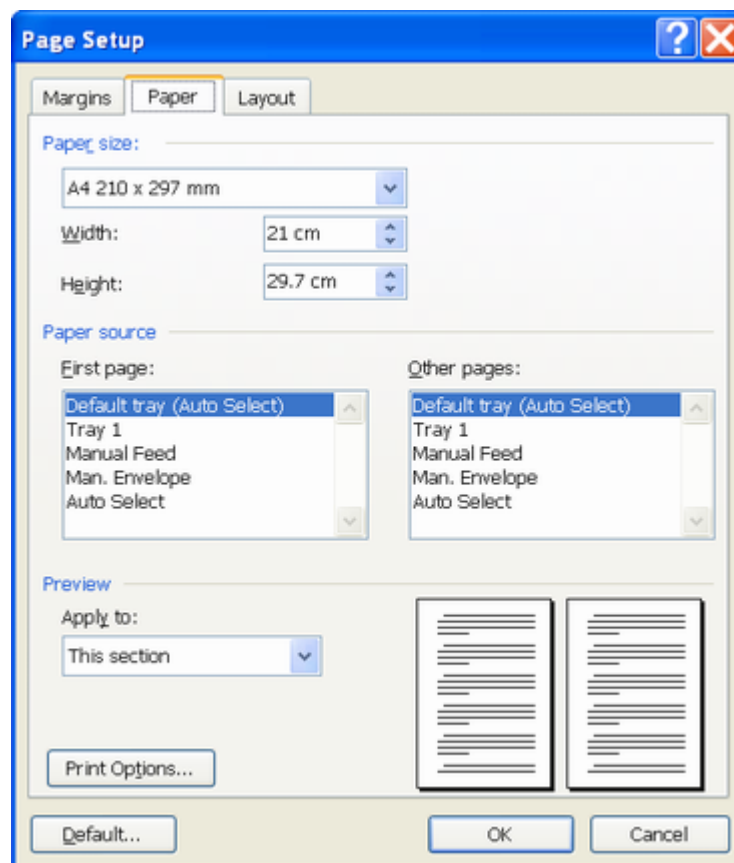 Page Setup
Margins Paper Layout
Paper size:
A4 210 x 297 mm
Width: 21 cm
Height: 29.7 cm
Paper source
First page: Other pages:
Default tray (Auto Select) Default tray (Auto Select)
Tray 1 Tray 1
Manual Feed Manual Feed
Man. Envelope Man. Envelope
Auto Select Auto Select
Preview
Apply to:
This section
Print Options...
Default... OK Cancel